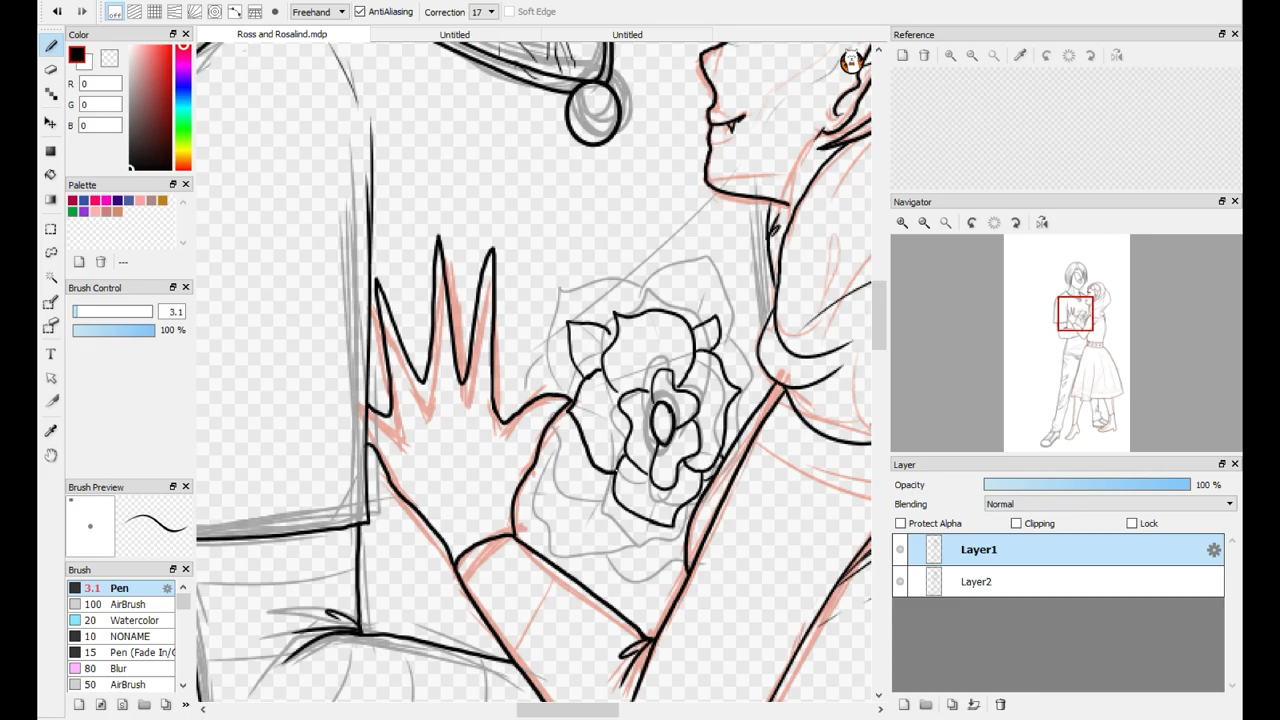 off Freehand AntiAliasing Correction 17 Soft Edge
Color
Ross and Rosalind.mdp Untitled Untitled
Reference
R 0
G 0
B 0
Palette
Navigator
---
Brush Control
3.1
100 %
Layer
Opacity 100 %
Brush Preview
Blending Normal
Protect Alpha Clipping Lock
Layer1
Brush
Layer2
3.1 Pen
100 AirBrush
20 Watercolor
10 NONAME
15 Pen (Fade In/O
80 Blur
50 AirBrush
»